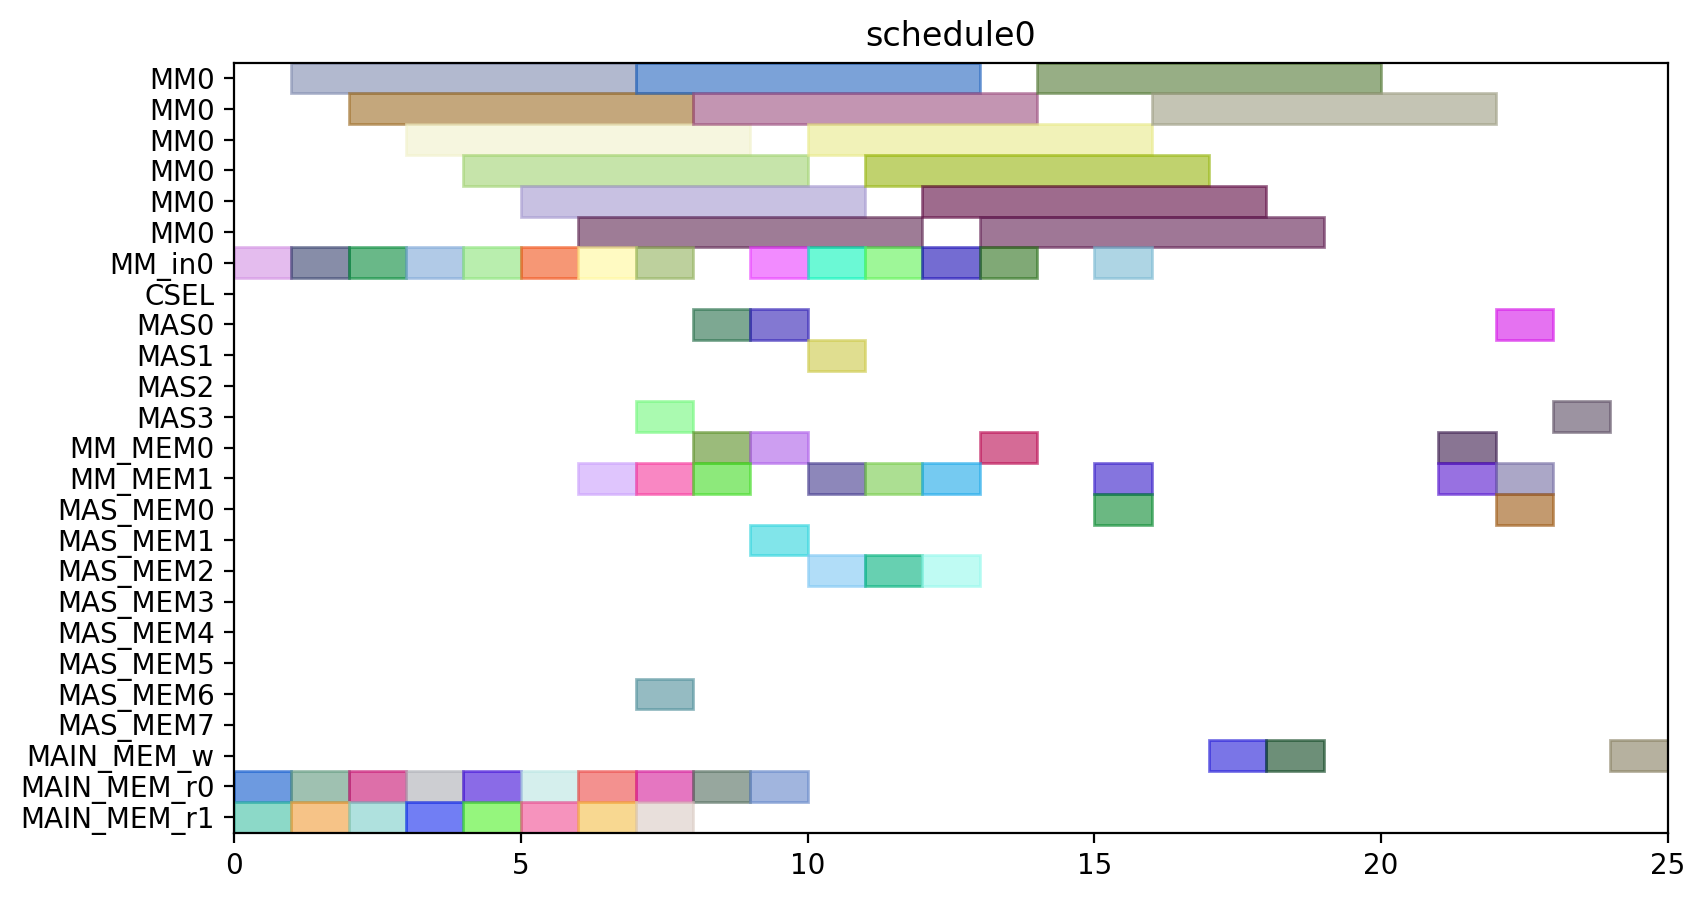 schedule0
MM0
MM0
MM0
MM0
MM0
MM0
MM_in0
CSEL
MAS0
MAS1
MAS2
MAS3
MM_MEM0
MM_MEM1
MAS_MEM0
MAS_MEM1
MAS_MEM2
MAS_MEM3
MAS_MEM4
MAS_MEM5
MAS_MEM6
MAS_MEM7
MAIN_MEM_w
MAIN_MEM_r0
MAIN_MEM_r1
0 5 10 15 20 25